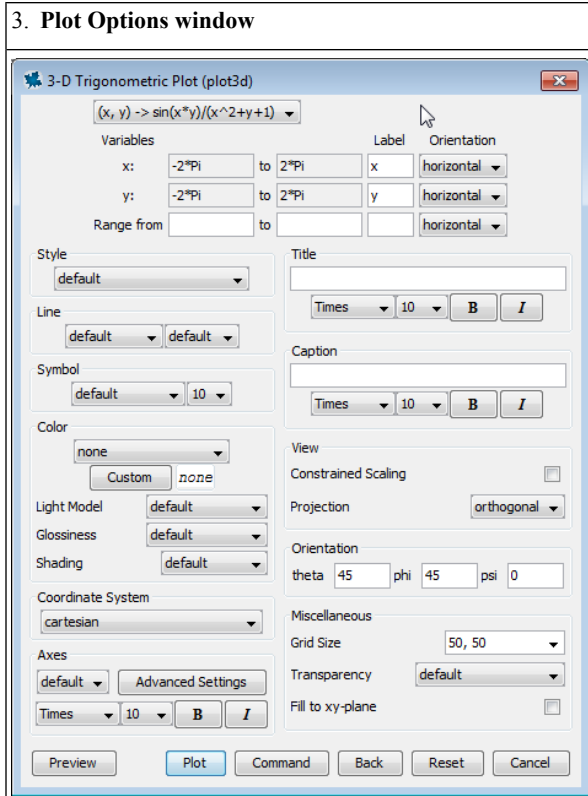 3. Plot Options window
3-D Trigonometric Plot (plot3d)
(x, y) -> sin(x*y)/(x^2+y+1)
Variables Label Orientation
x: -2*Pi to 2*Pi x horizontal
y: -2*Pi to 2*Pi y horizontal
Range from to horizontal
Style
default
Line
default default
Symbol
default 10
Color
none
Custom none
Light Model default
Glossiness default
Shading default
Coordinate System
cartesian
Axes
default Advanced Settings
Times 10 B I
Title
Times 10 B I
Caption
Times 10 B I
View
Constrained Scaling
Projection orthogonal
Orientation
theta 45 phi 45 psi 0
Miscellaneous
Grid Size 50, 50
Transparency default
Fill to xy-plane
Preview Plot Command Back Reset Cancel